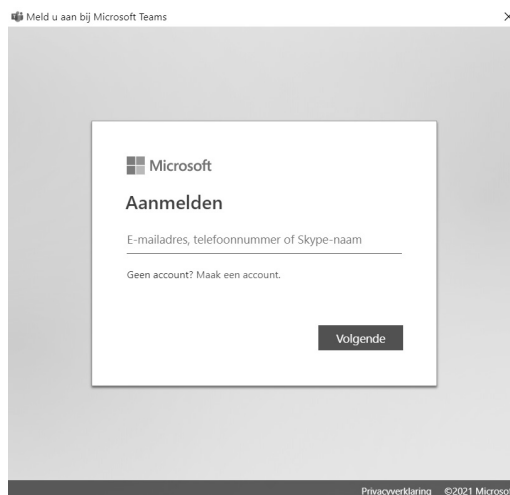 Meld u aan bij Microsoft Teams
Microsoft
Aanmelden
E-mailadres, telefoonnummer of Skype-naam
Geen account? Maak een account.
Volgende
Privacyverklaring ©2021 Microsoft